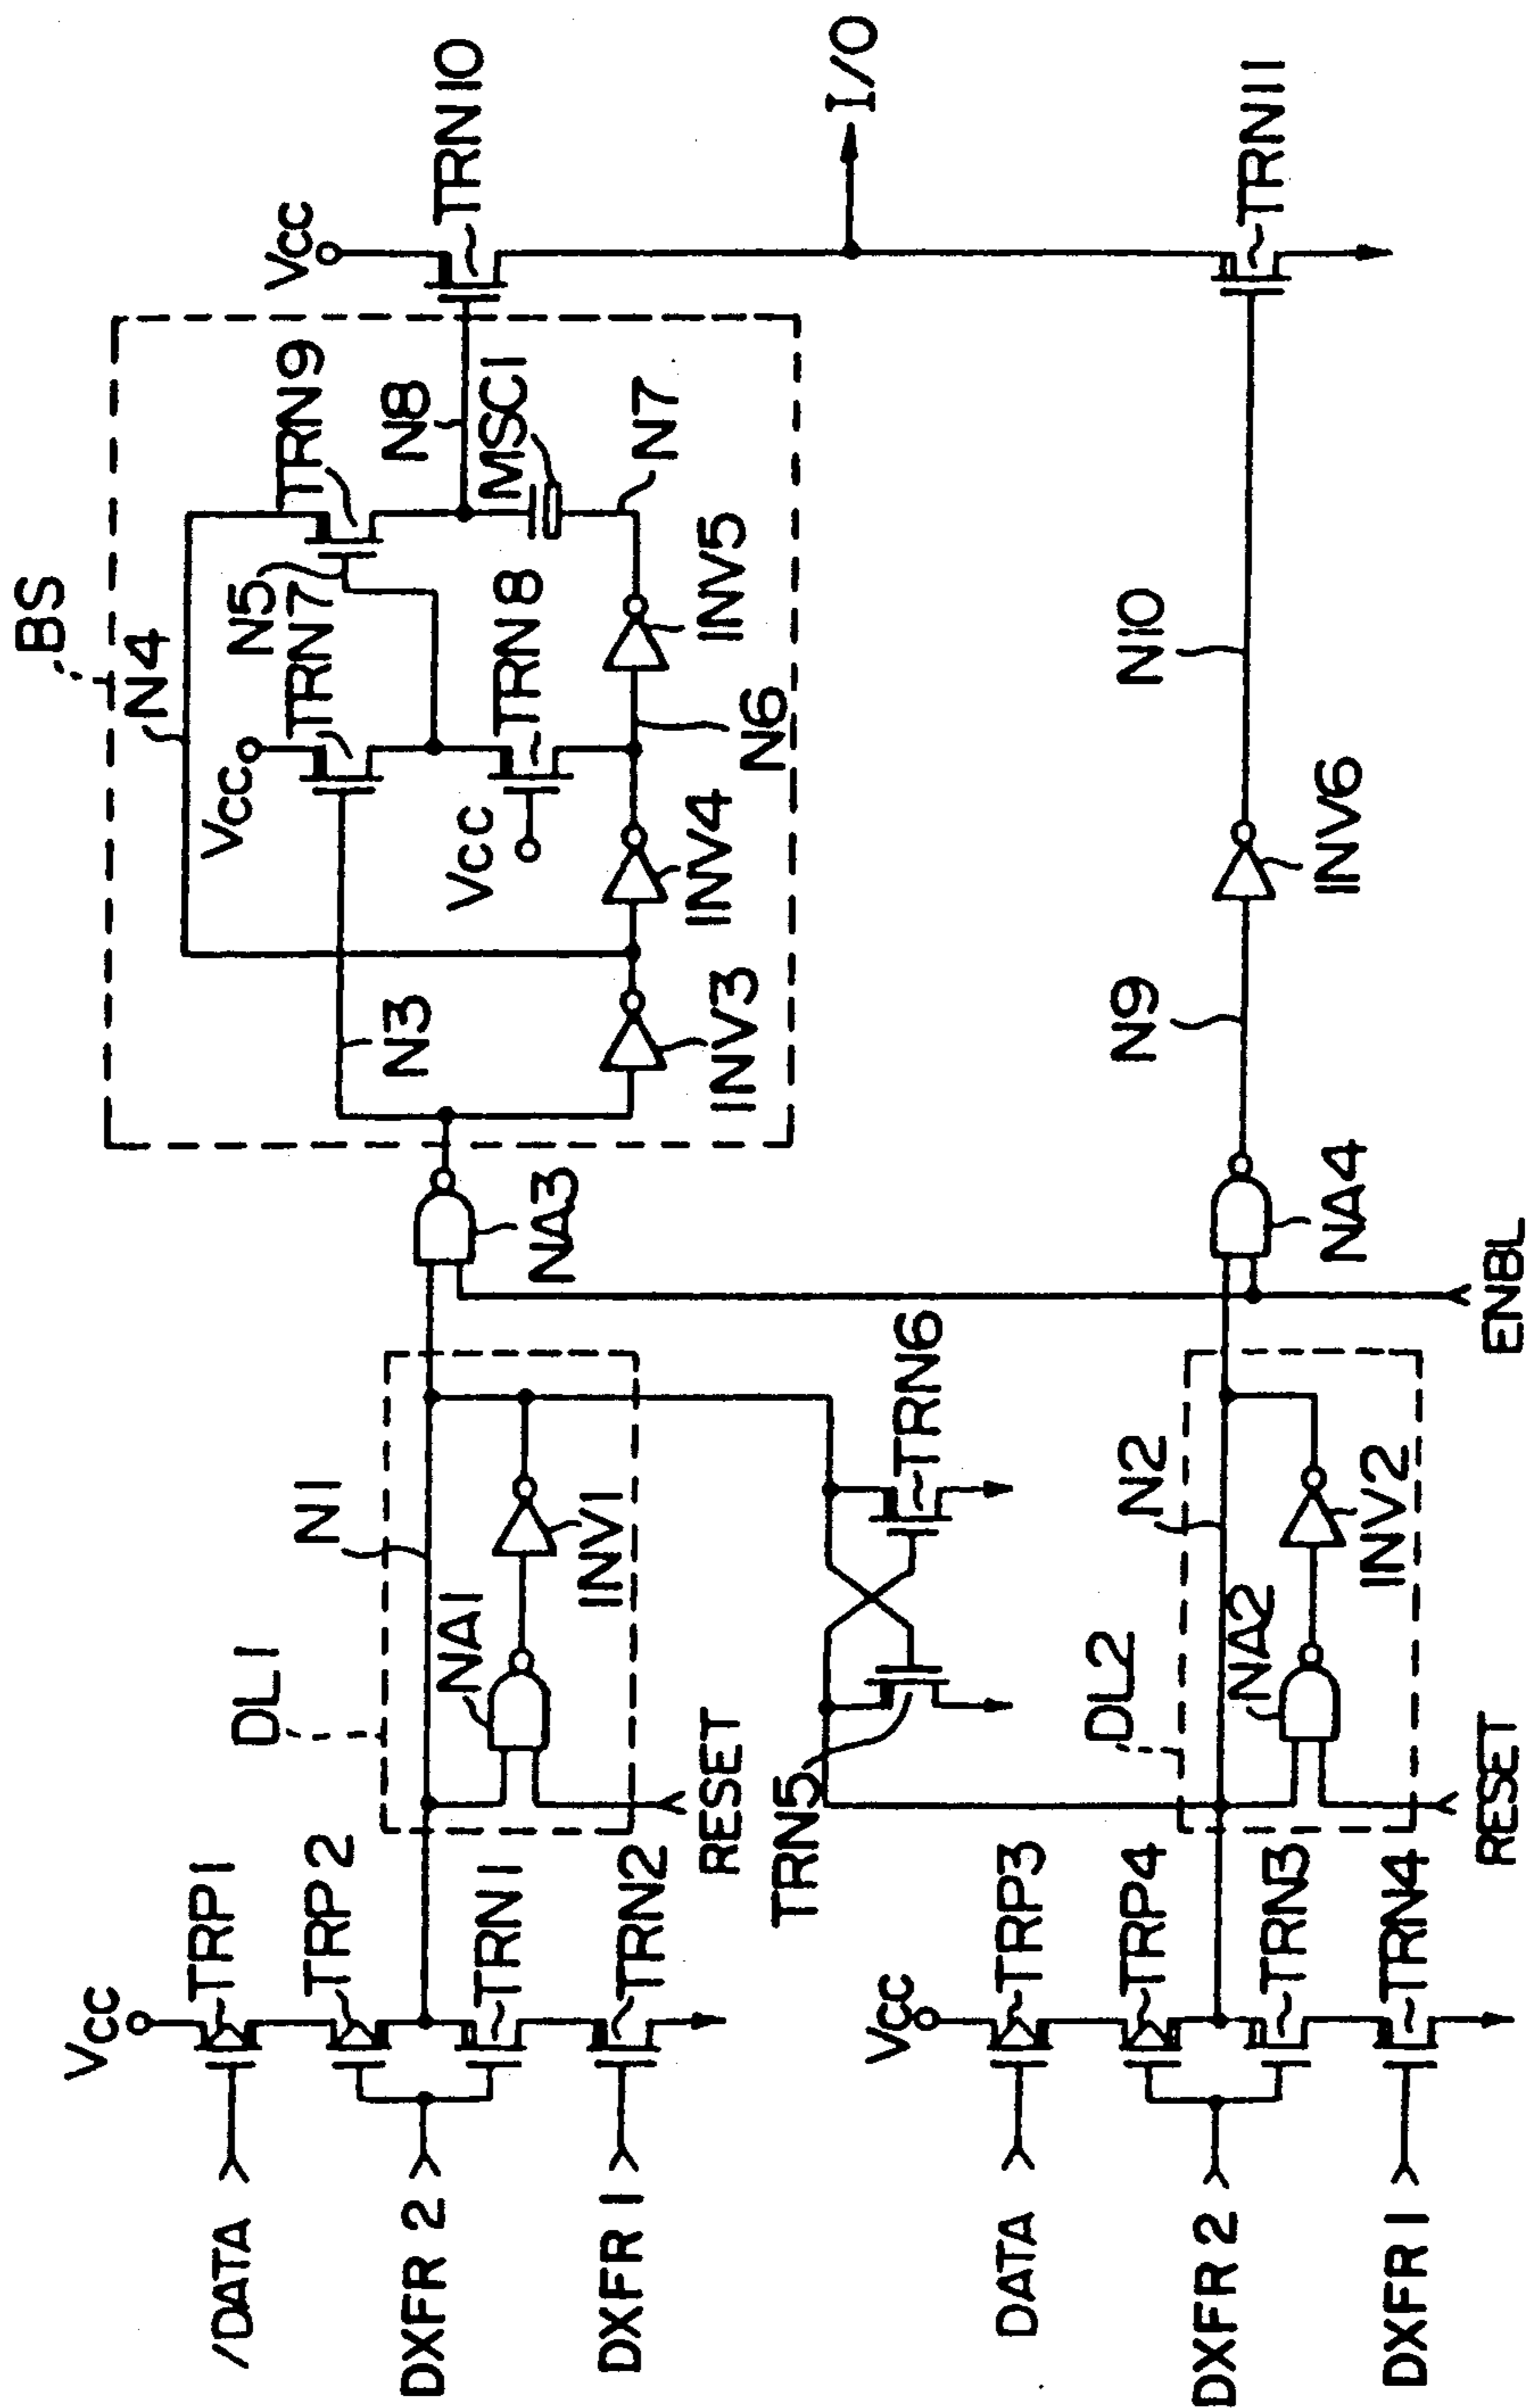 BS
N4
VCC
TRN9
N5
TRN7
N8
TRN10
VCC
N3
VCC
TRN8
MSC1
INV3
INV4
N6
INV5
N7
I/O
VCC
TRP1
/DATA
TRP2
DL1
N1
DXFR 2
TRN1
NA1
INV1
NA3
DXFR 1
TRN2
RESET
TRN5
TRN6
VCC
TRP3
DATA
TRP4
DL2
N2
N9
N10
DXFR 2
TRN3
NA2
INV2
NA4
INV6
TRN11
DXFR 1
TRN4
RESET
ENBL